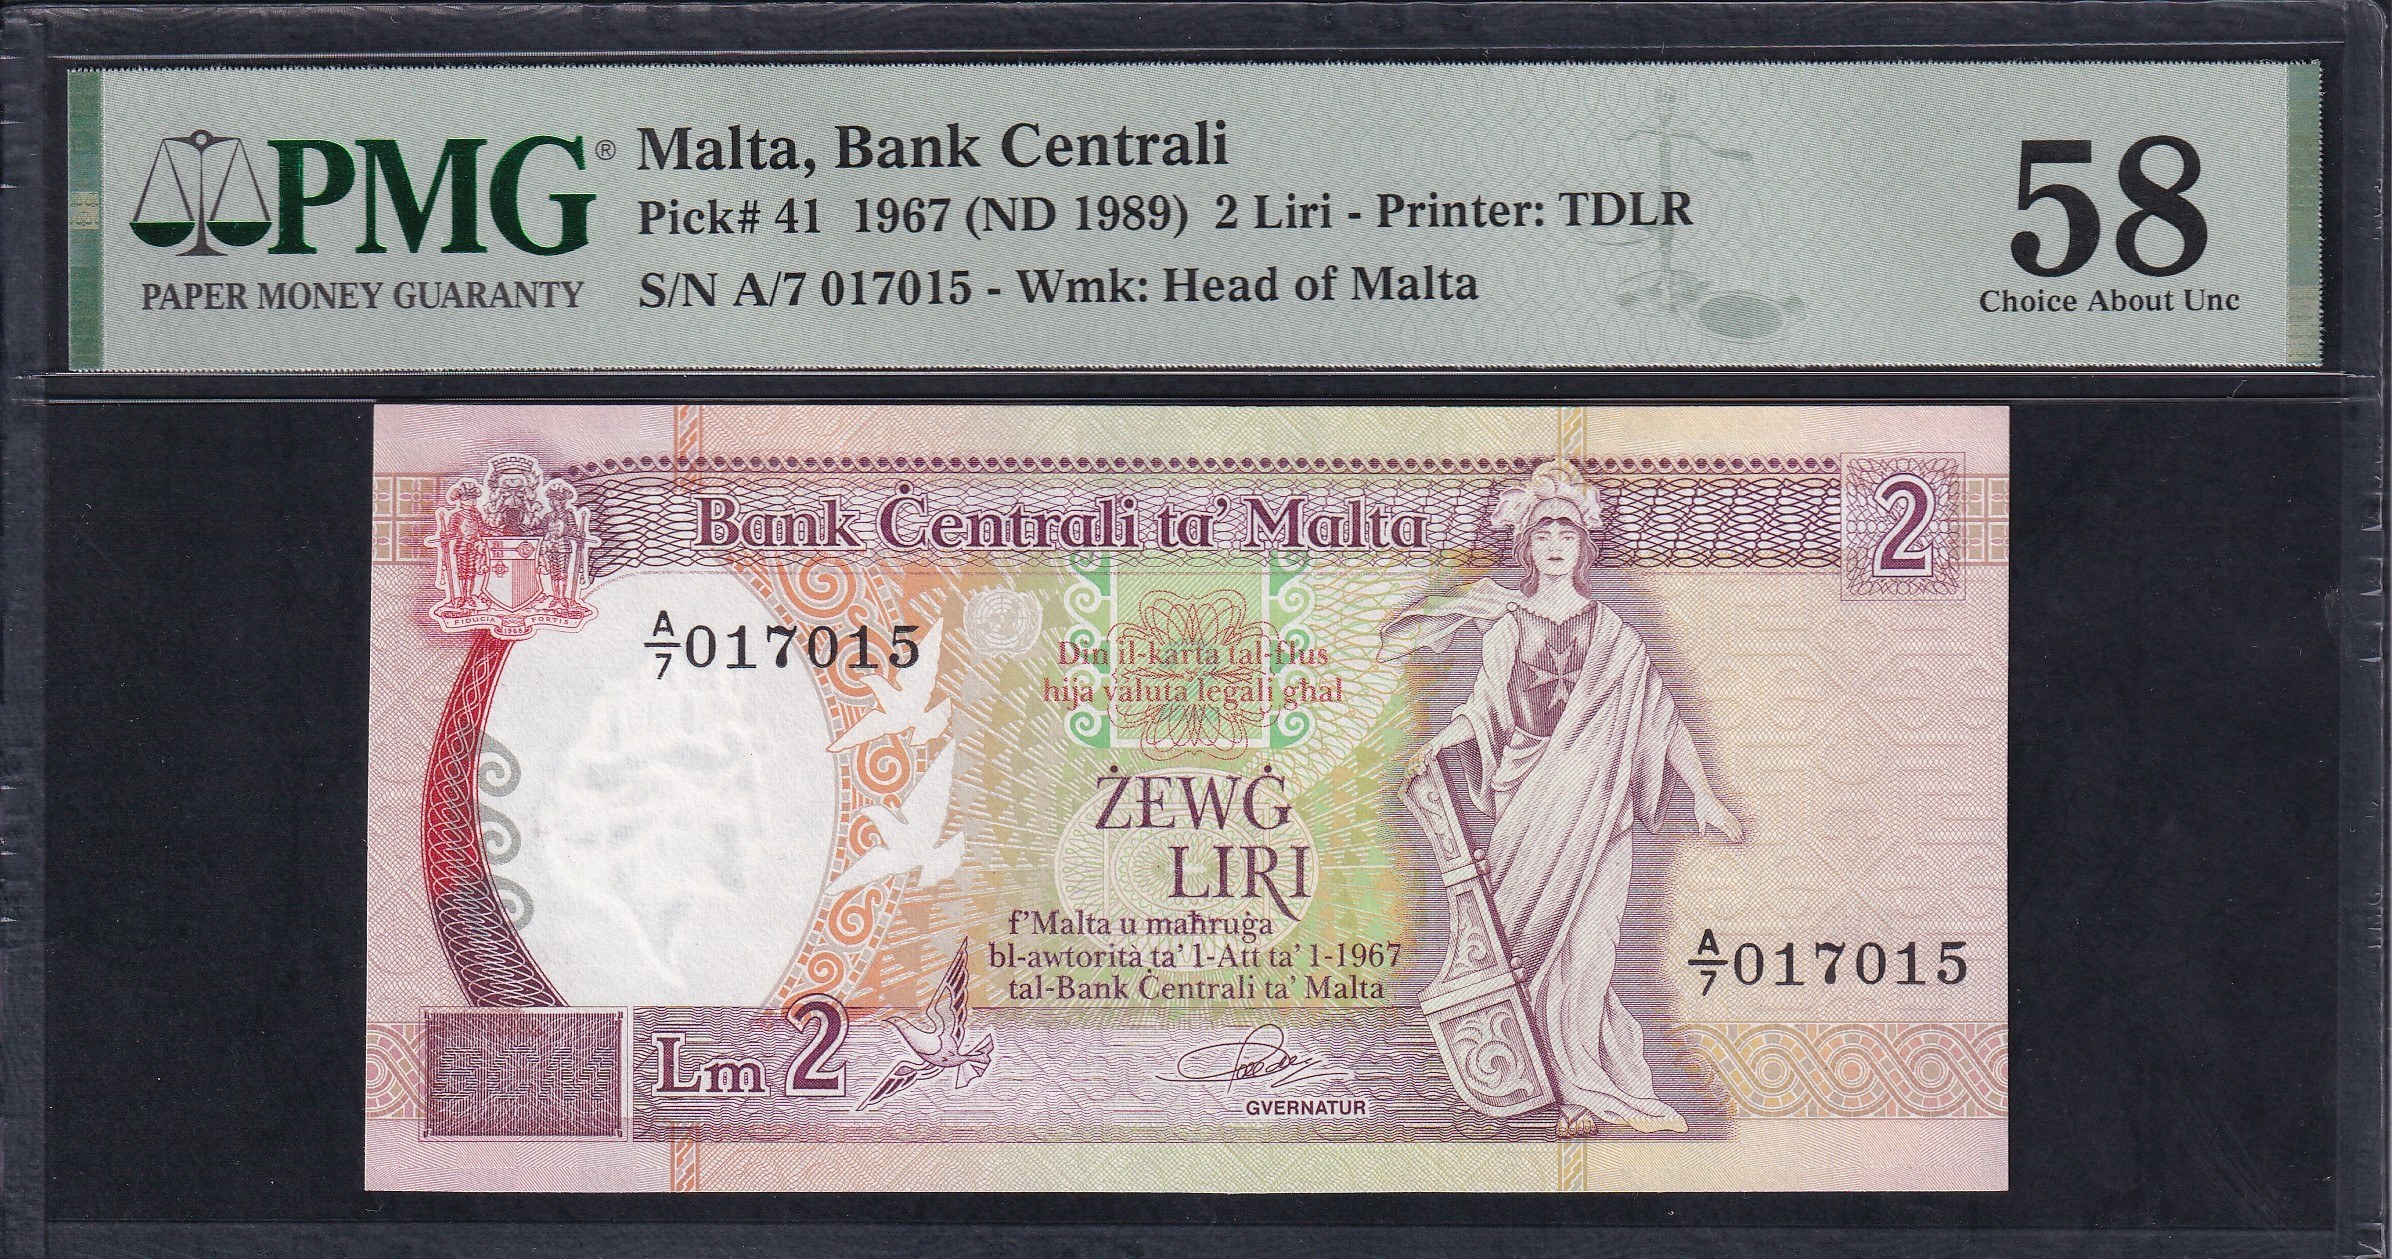 PMG®
PAPER MONEY GUARANTY
Malta, Bank Centrali
Pick# 41 1967 (ND 1989) 2 Liri - Printer: TDLR
S/N A/7 017015 - Wmk: Head of Malta
58
Choice About Unc
Bank Ċentrali ta' Malta
2
FIDUCIA FORTIS
A/7 017015
Din il-karta tal-flus
hija valuta legali għal
ŻEWĠ
LIRI
f'Malta u maħruġa
bl-awtorita ta' l-Att ta' l-1967
tal-Bank Ċentrali ta' Malta
A/7 017015
Lm 2
GVERNATUR